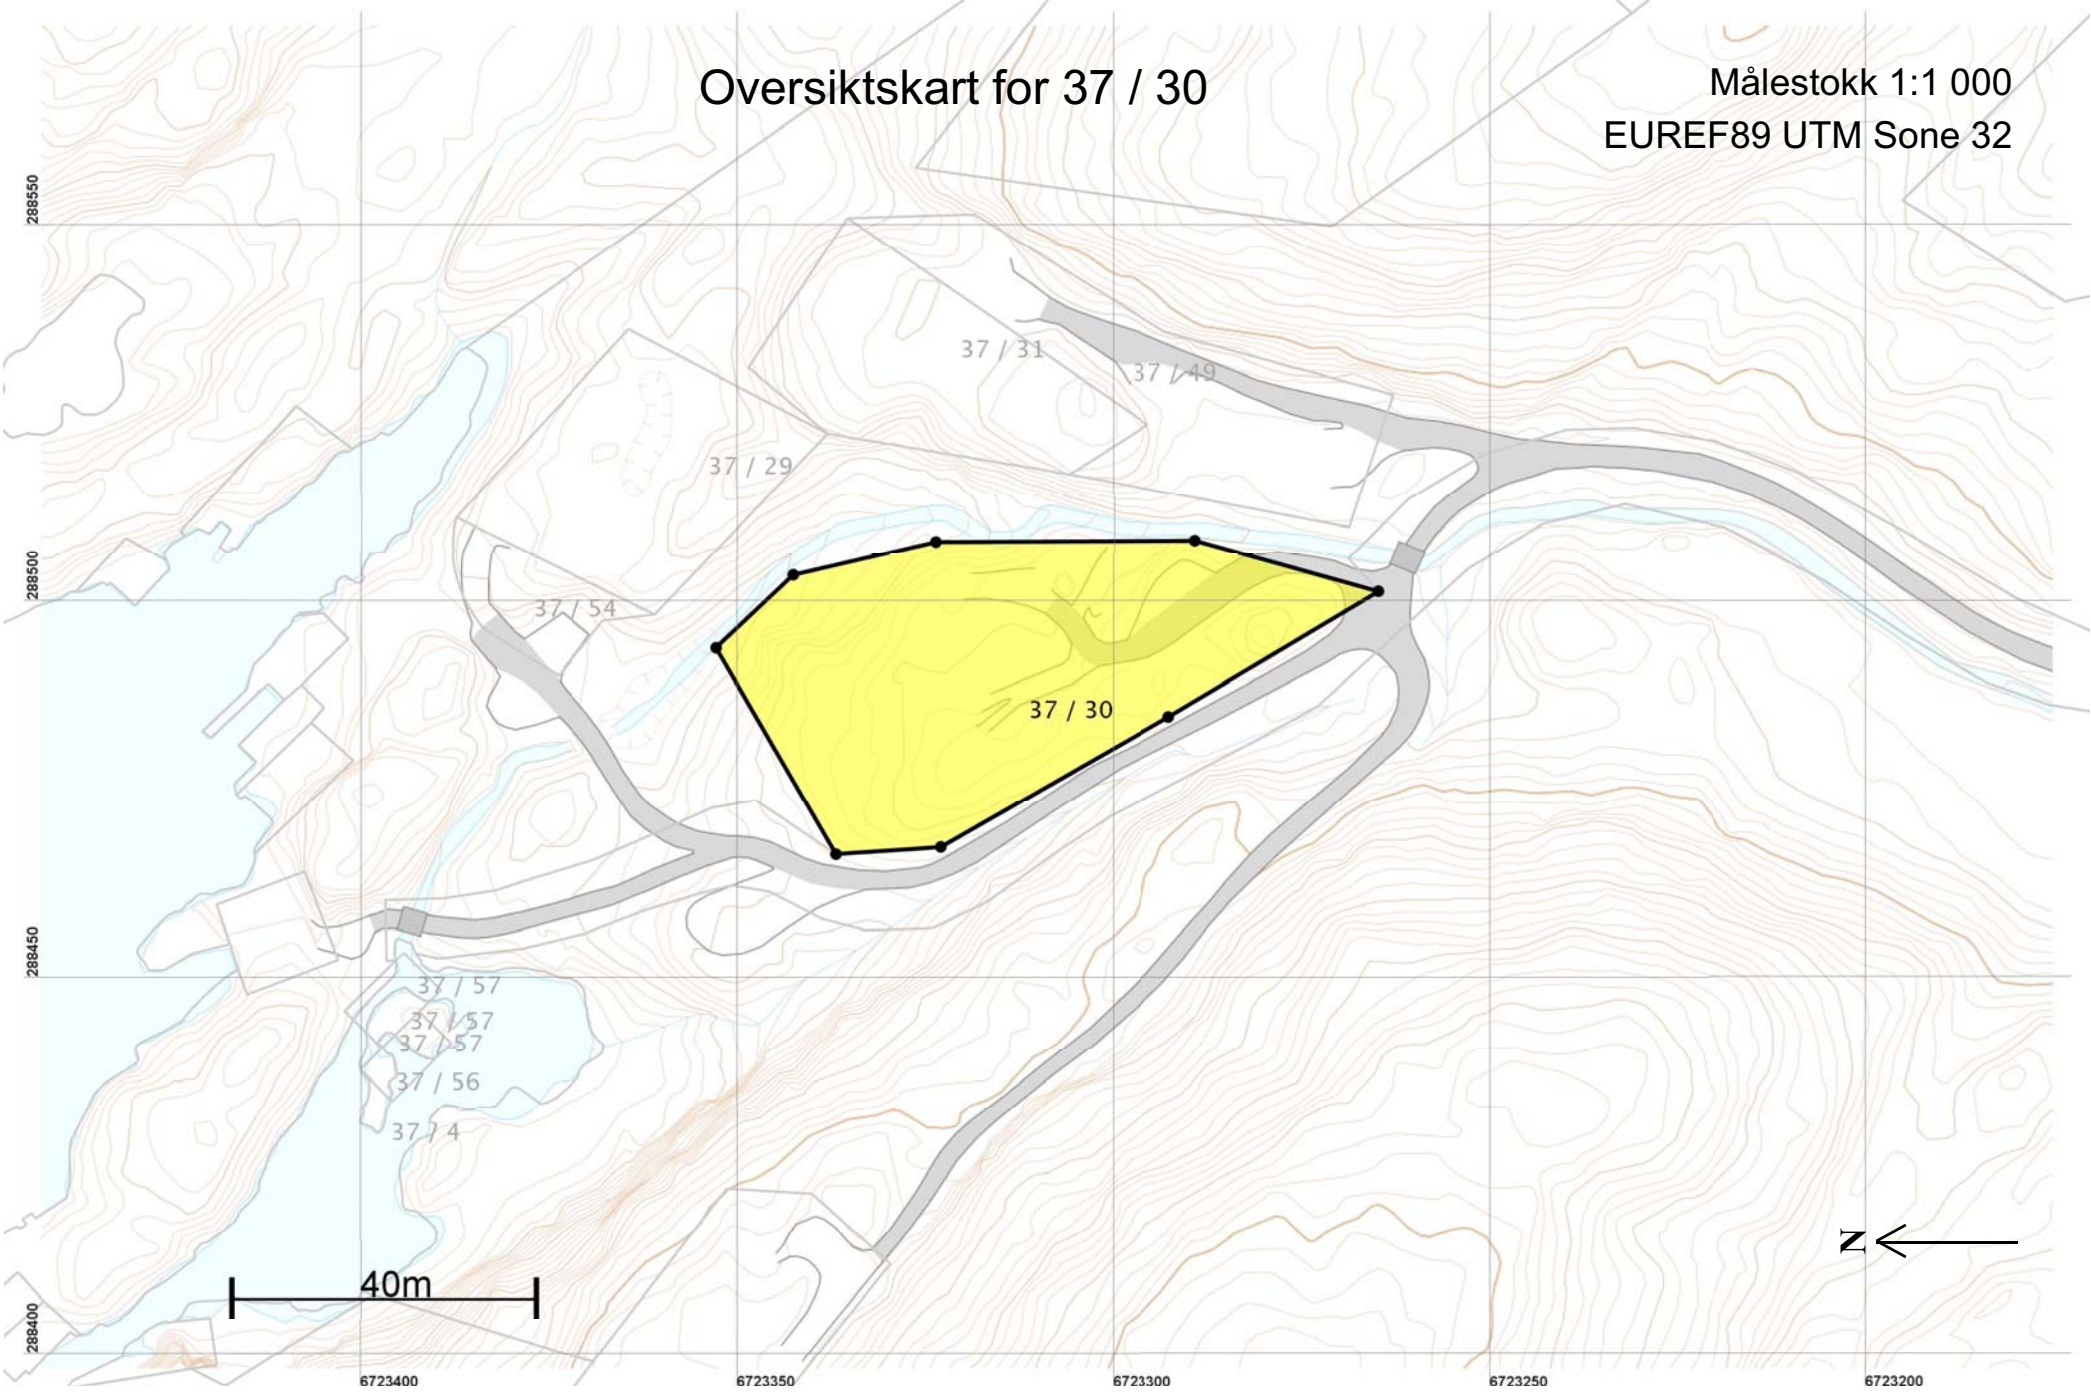 Oversiktskart for 37 / 30
Målestokk 1:1 000
EUREF89 UTM Sone 32
288550
37 / 31
37 / 49
37 / 29
288500
37 / 54
37 / 30
288450
37 / 57
37 / 57
37 / 57
37 / 56
37 / 4
N
40m
288400
6723400
6723350
6723300
6723250
6723200